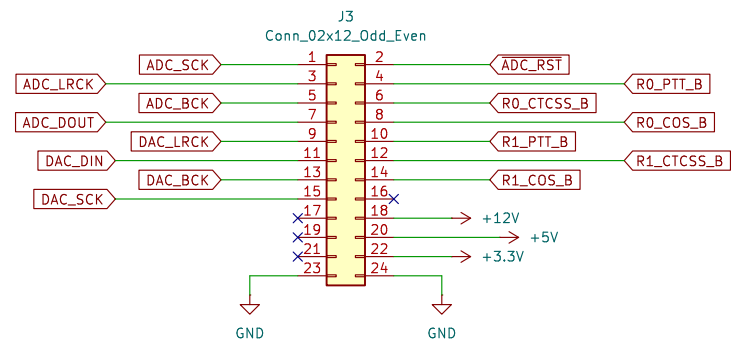 J3
Conn_02x12_Odd_Even
ADC_SCK 1 2 ADC_RST
ADC_LRCK 3 4 R0_PTT_B
ADC_BCK 5 6 R0_CTCSS_B
ADC_DOUT 7 8 R0_COS_B
DAC_LRCK 9 10 R1_PTT_B
DAC_DIN 11 12 R1_CTCSS_B
DAC_BCK 13 14 R1_COS_B
DAC_SCK 15 16
17 18 +12V
19 20 +5V
21 22 +3.3V
23 24
GND GND